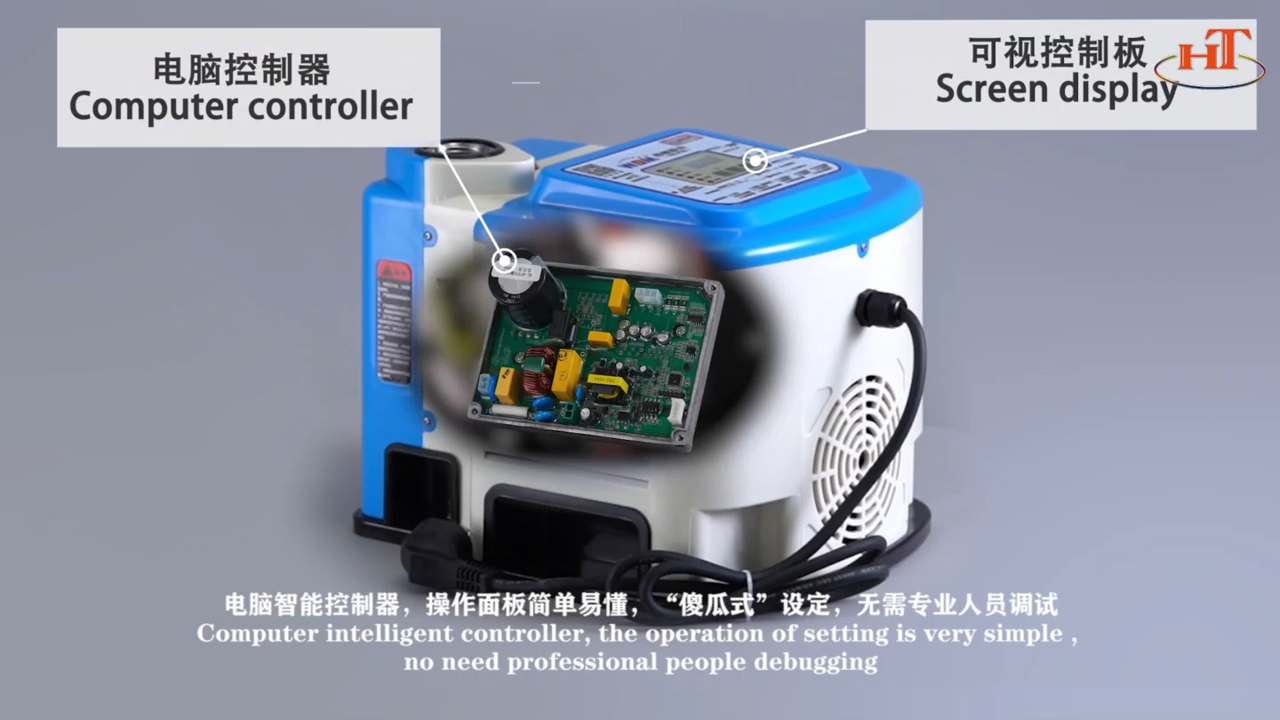 电脑控制器
Computer controller
可视控制板
Screen display
HT
电脑智能控制器，操作面板简单易懂，“傻瓜式”设定，无需专业人员调试
Computer intelligent controller, the operation of setting is very simple ,
no need professional people debugging